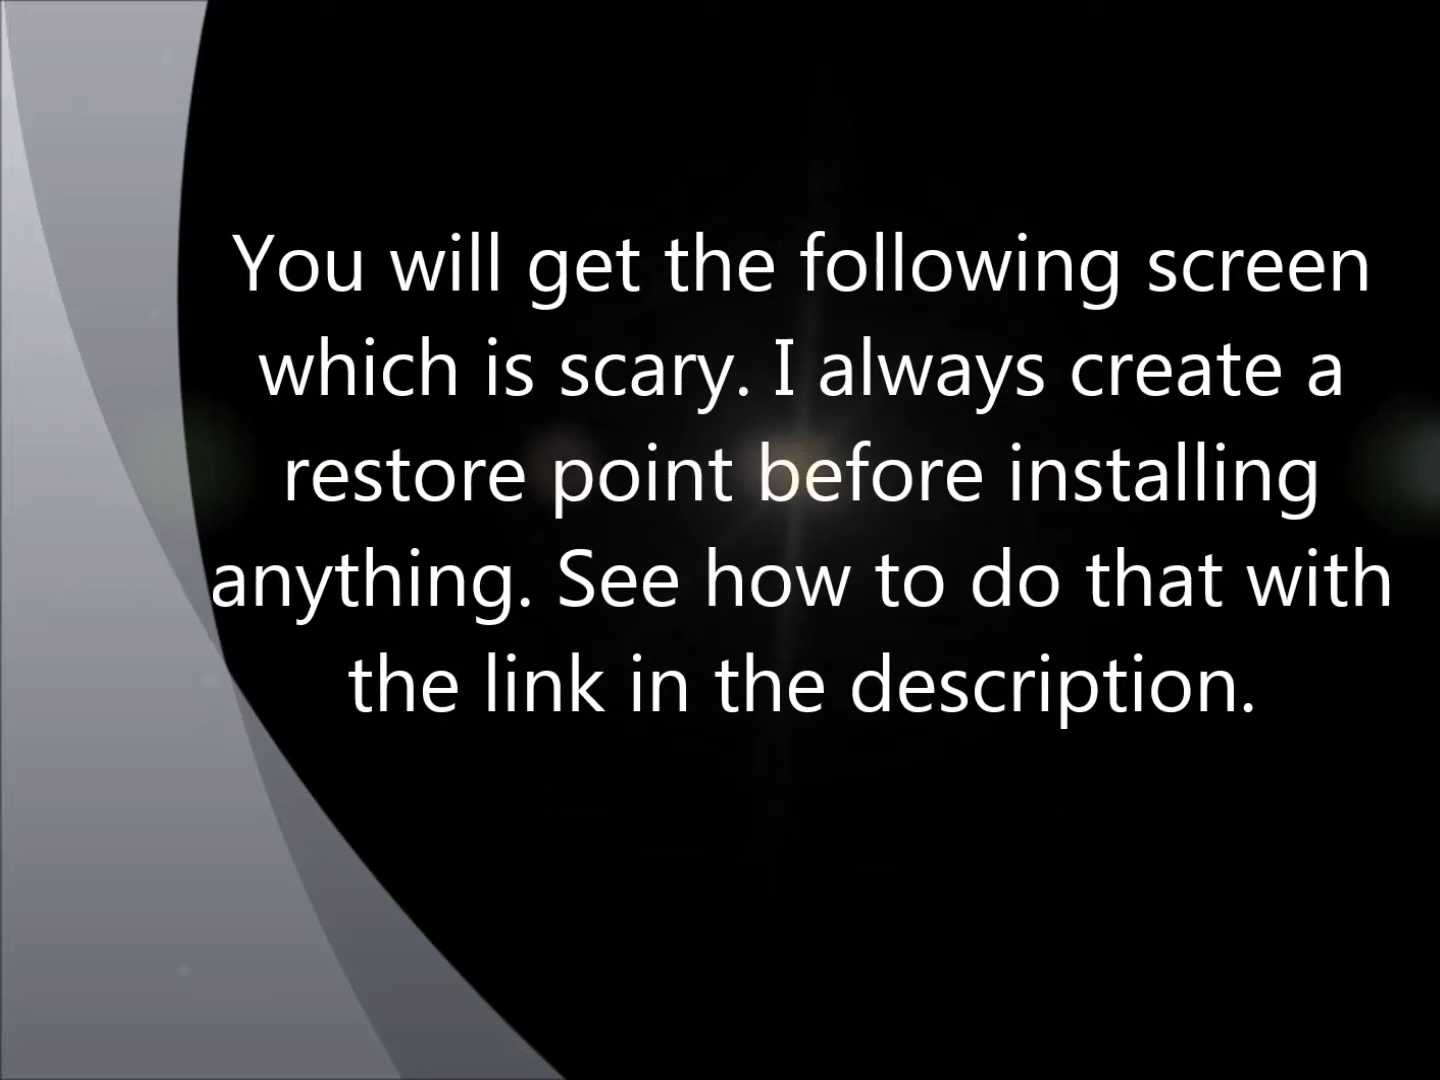 You will get the following screen
which is scary. I always create a
restore point before installing
anything. See how to do that with
the link in the description.